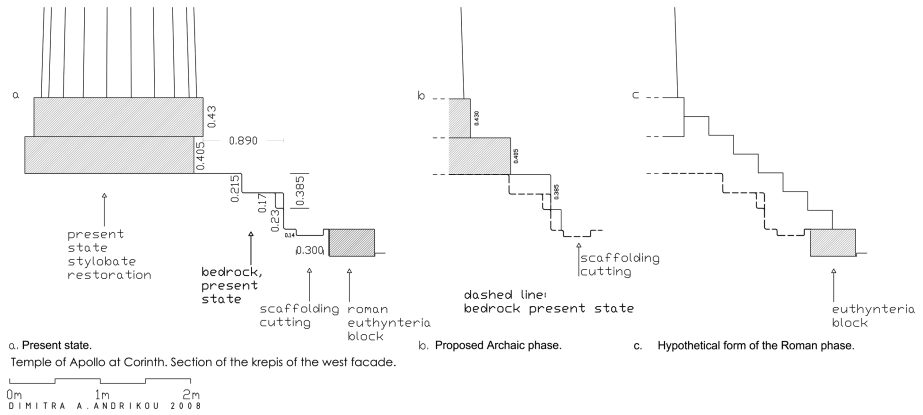 a
0.43
0.405
0.890
0.215
0.17
0.23
0.385
0.14
0.300
present
state
stylobate
restoration
bedrock,
present
state
scaffolding
cutting
roman
euthynteria
block
a. Present state.
b
0.430
0.405
0.385
scaffolding
cutting
dashed line:
bedrock present state
b. Proposed Archaic phase.
c
euthynteria
block
c. Hypothetical form of the Roman phase.
Temple of Apollo at Corinth. Section of the krepis of the west facade.
0m 1m 2m
DIMITRA A. ANDRIKOU 2008